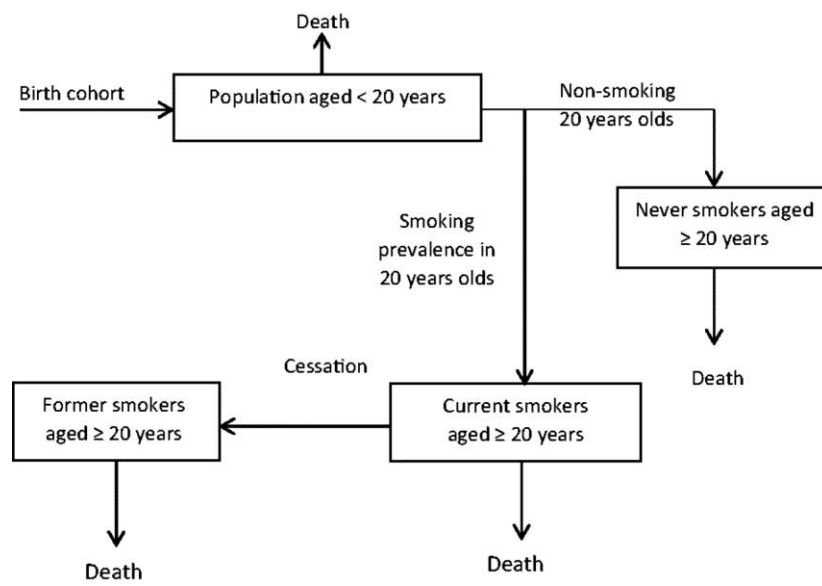 Death
Birth cohort
Population aged < 20 years
Non-smoking
20 years olds
Never smokers aged
≥ 20 years
Smoking
prevalence in
20 years olds
Death
Cessation
Former smokers
aged ≥ 20 years
Current smokers
aged ≥ 20 years
Death
Death